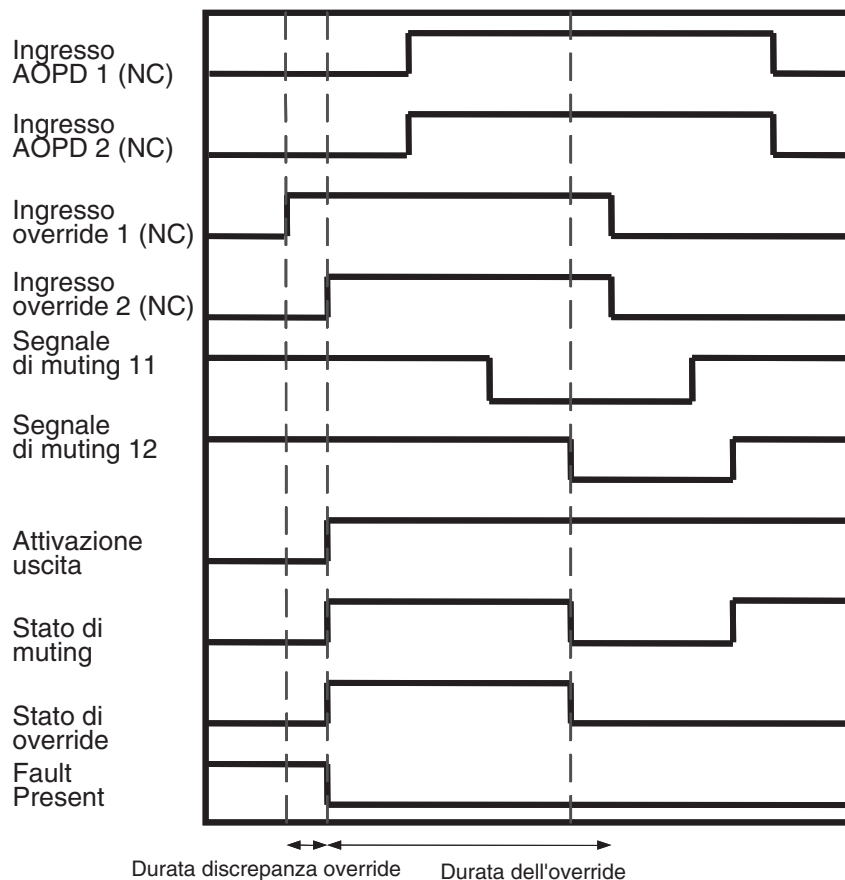 Ingresso
AOPD 1 (NC)
Ingresso
AOPD 2 (NC)
Ingresso
override 1 (NC)
Ingresso
override 2 (NC)
Segnale
di muting 11
Segnale
di muting 12
Attivazione
uscita
Stato di
muting
Stato di
override
Fault
Present
Durata discrepanza override
Durata dell'override